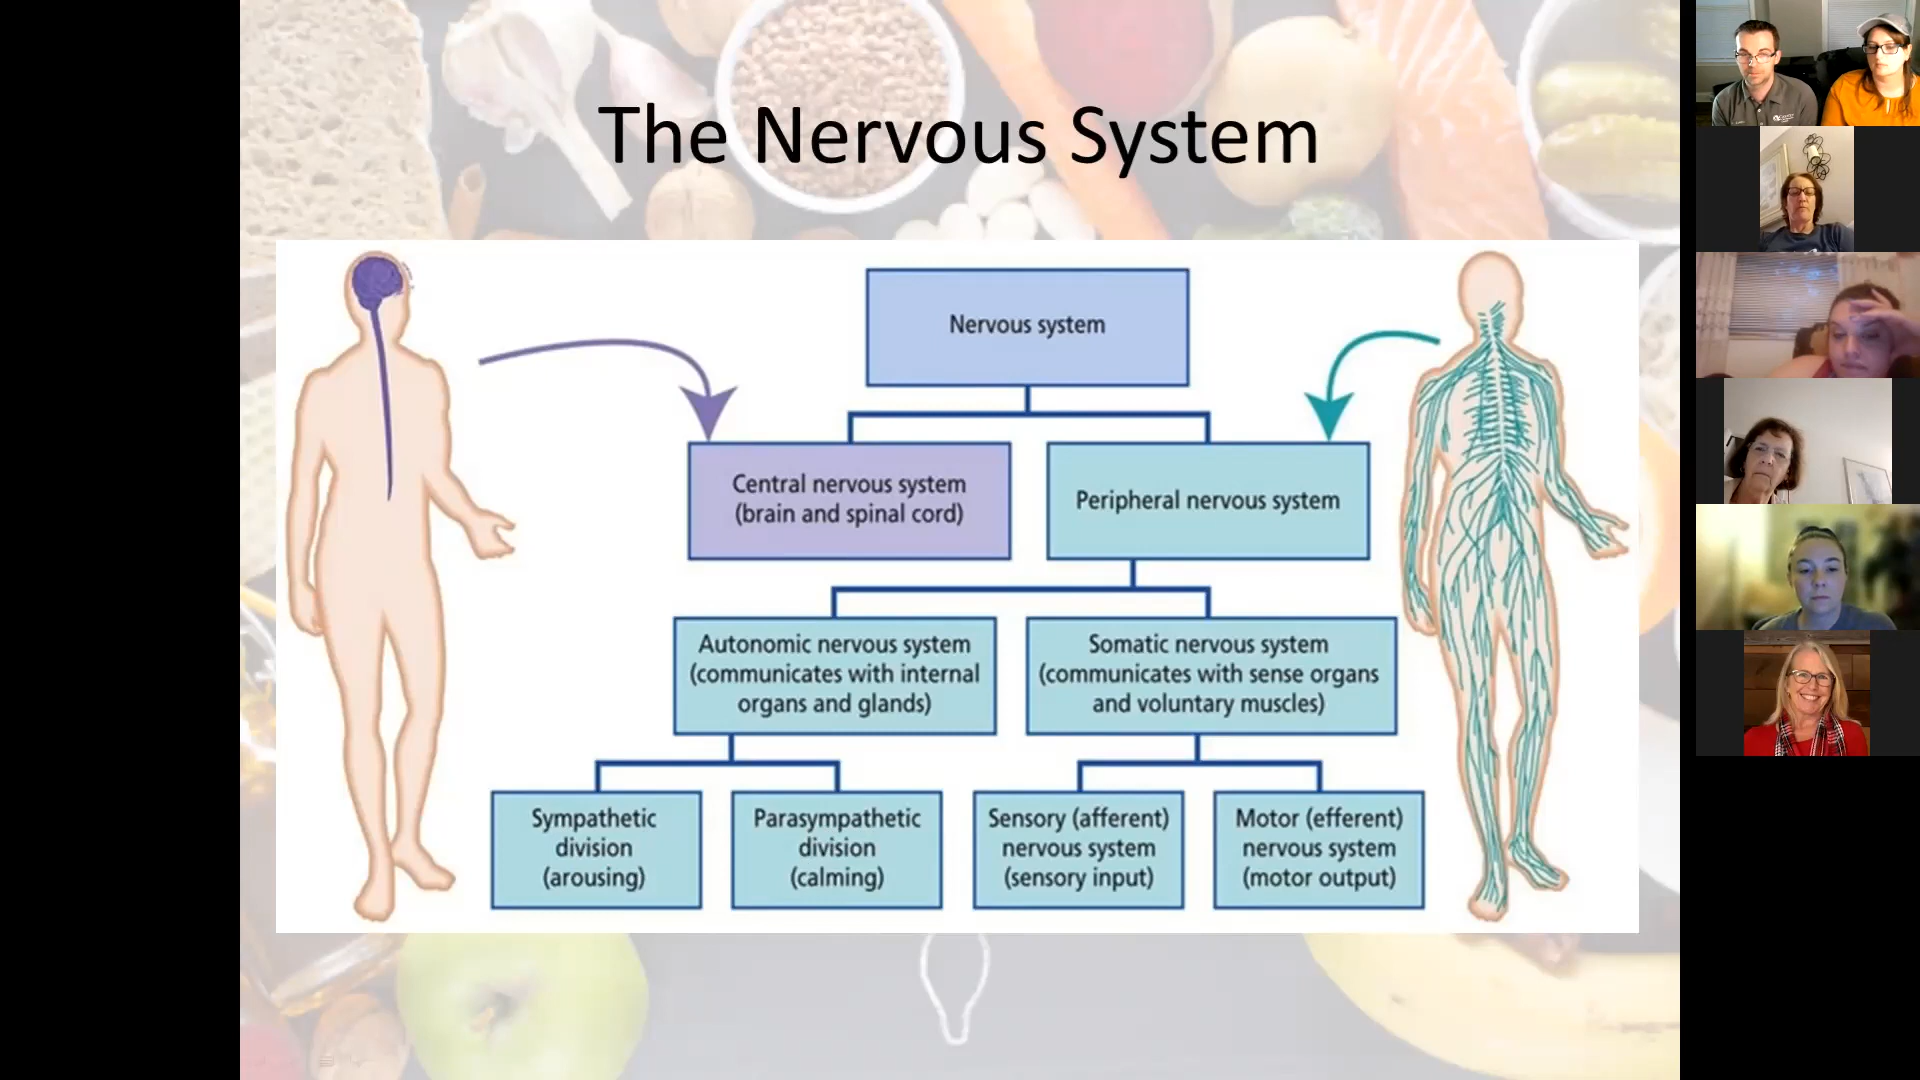 The Nervous System
Nervous system
Central nervous system
(brain and spinal cord)
Peripheral nervous system
Autonomic nervous system
(communicates with internal
organs and glands)
Somatic nervous system
(communicates with sense organs
and voluntary muscles)
Sympathetic
division
(arousing)
Parasympathetic
division
(calming)
Sensory (afferent)
nervous system
(sensory input)
Motor (efferent)
nervous system
(motor output)